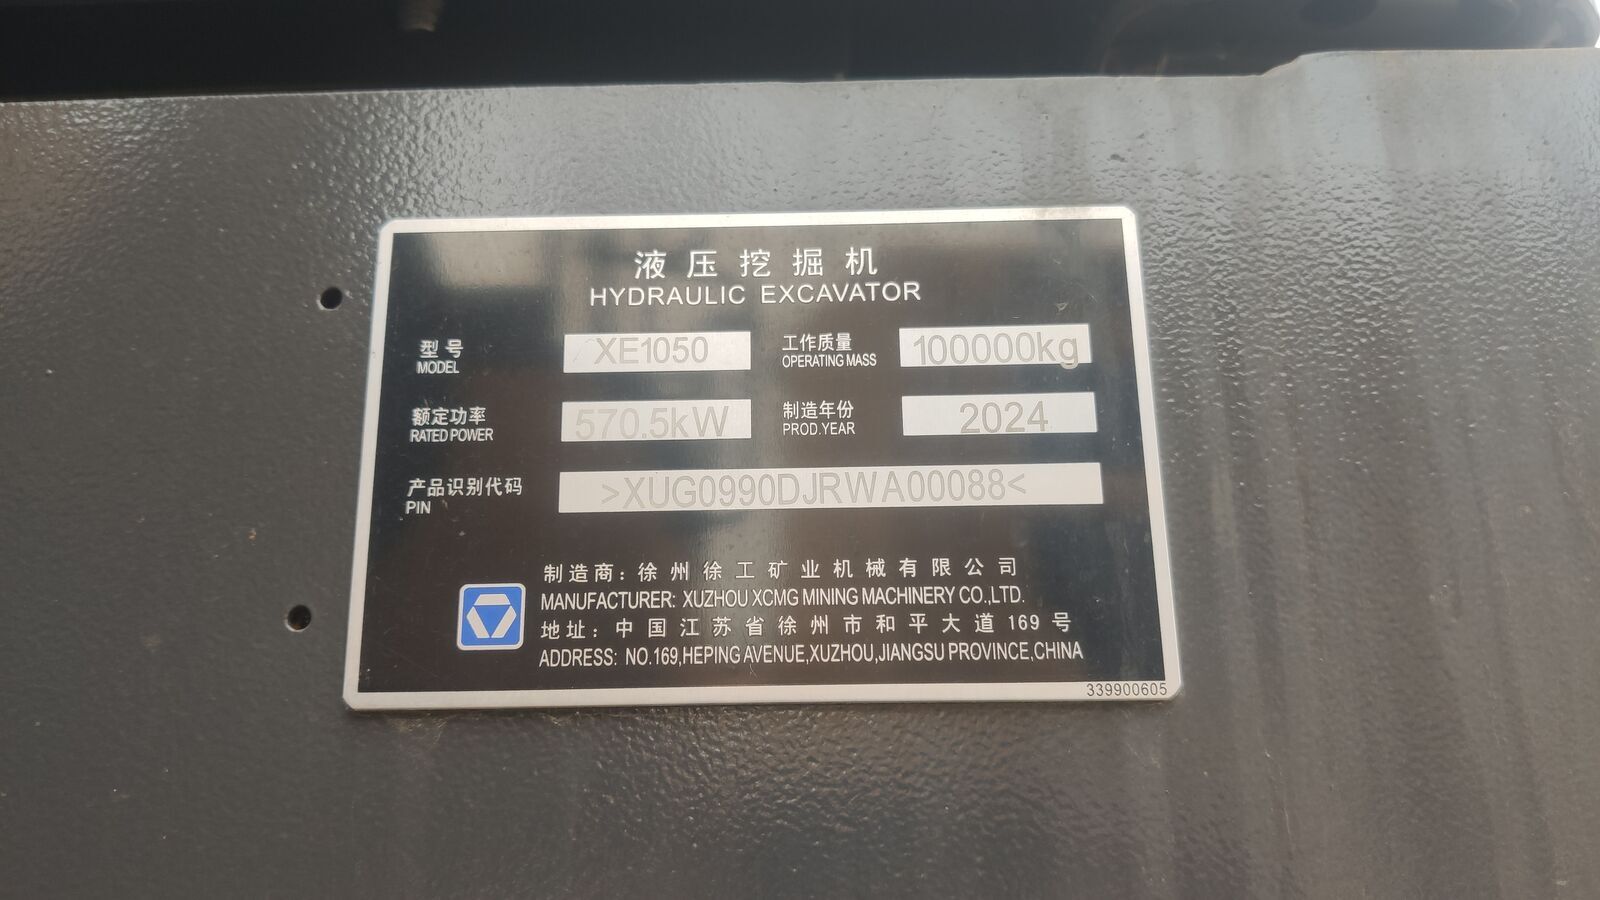 液压挖掘机
HYDRAULIC EXCAVATOR
型号 XE1050 工作质量 100000kg
MODEL OPERATING MASS
额定功率 570.5kW 制造年份 2024
RATED POWER PROD.YEAR
产品识别代码 >XUG0990DJRWA00088<
PIN
制造商:徐州徐工矿业机械有限公司
MANUFACTURER: XUZHOU XCMG MINING MACHINERY CO.,LTD.
地址:中国江苏省徐州市和平大道169号
ADDRESS: NO.169,HEPING AVENUE,XUZHOU,JIANGSU PROVINCE,CHINA
339900605